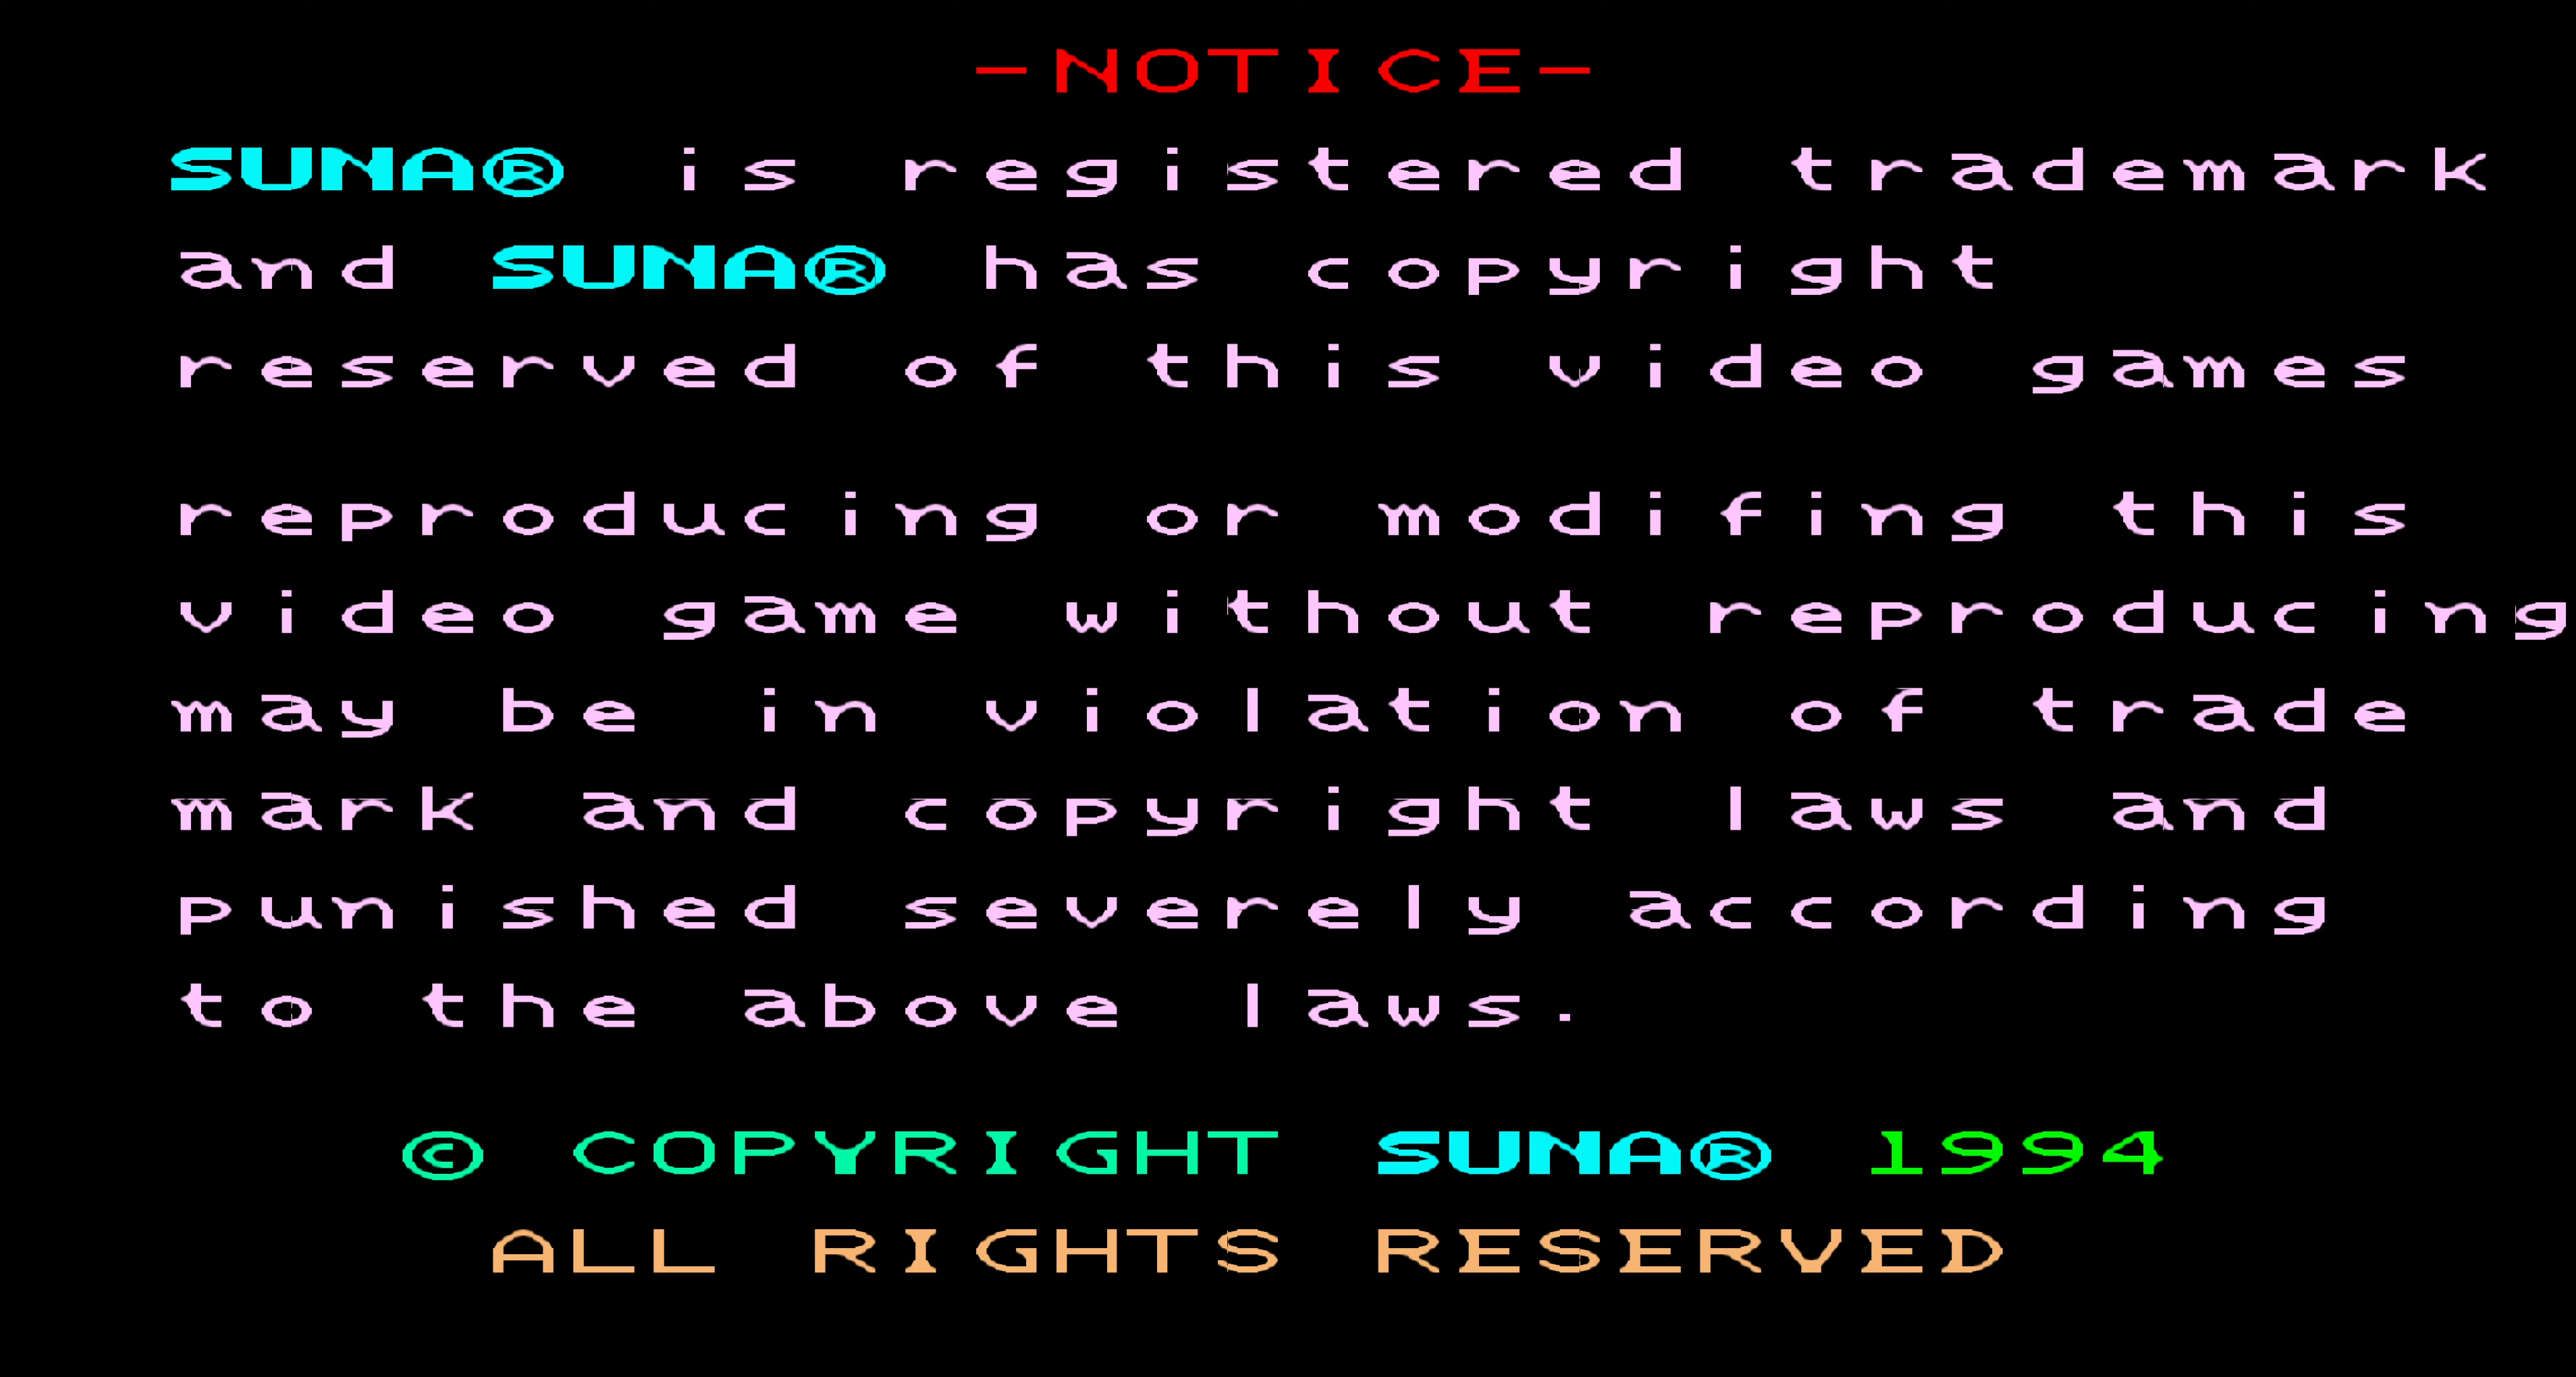 -NOTICE-
SUNA® is registered trademark
and SUNA® has copyright
reserved of this video games
reproducing or modifing this
video game without reproducing
may be in violation of trade
mark and copyright laws and
punished severely according
to the above laws.
© COPYRIGHT SUNA® 1994
ALL RIGHTS RESERVED